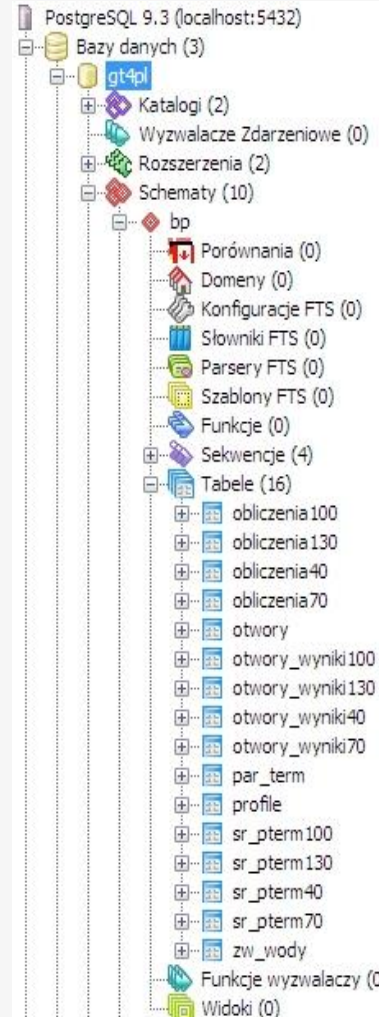 PostgreSQL 9.3 (localhost:5432)
Bazy danych (3)
gt4pl
Katalogi (2)
Wyzwalacze Zdarzeniowe (0)
Rozszerzenia (2)
Schematy (10)
bp
Porównania (0)
Domeny (0)
Konfiguracje FTS (0)
Słowniki FTS (0)
Parsery FTS (0)
Szablony FTS (0)
Funkcje (0)
Sekwencje (4)
Tabele (16)
obliczenia100
obliczenia130
obliczenia40
obliczenia70
otwory
otwory_wyniki100
otwory_wyniki130
otwory_wyniki40
otwory_wyniki70
par_term
profile
sr_pterm100
sr_pterm130
sr_pterm40
sr_pterm70
zw_wody
Funkcje wyzwalaczy (0
Widoki (0)